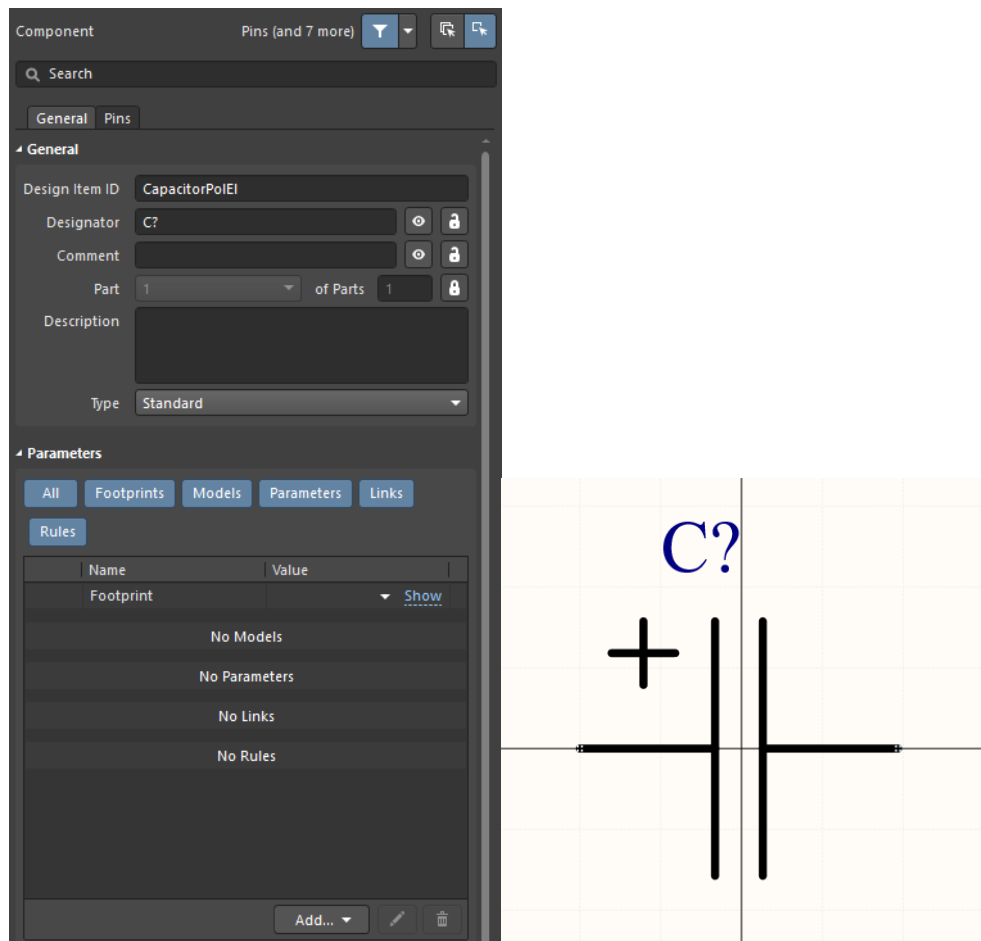 Component Pins (and 7 more)
Search
General Pins
General
Design Item ID CapacitorPolEl
Designator C?
Comment
Part 1 of Parts 1
Description
Type Standard
Parameters
All Footprints Models Parameters Links
Rules
Name Value
Footprint Show
No Models
No Parameters
No Links
No Rules
Add...
C?